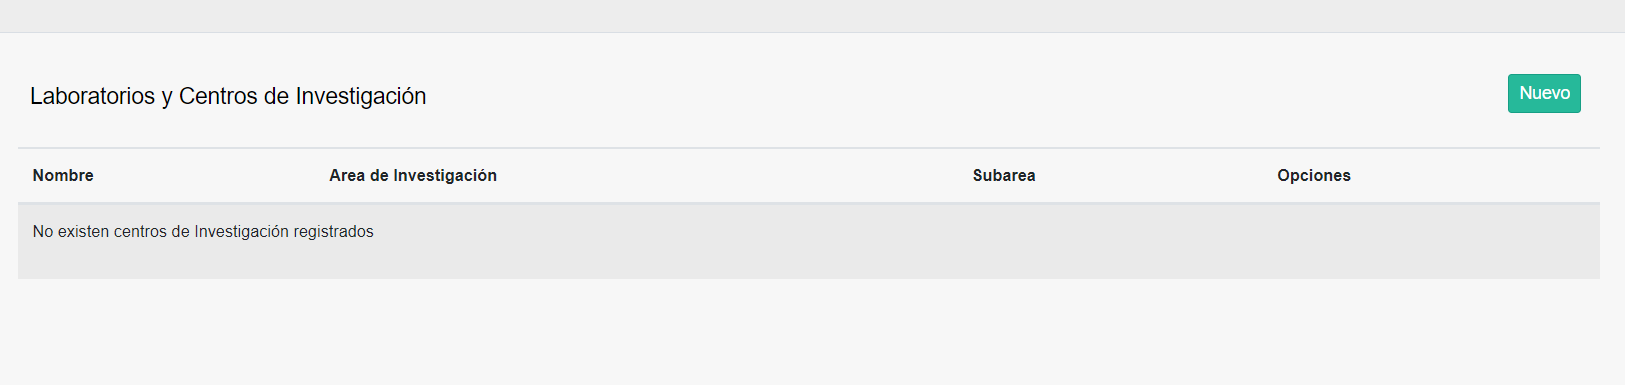 Laboratorios y Centros de Investigación
Nuevo
Nombre Area de Investigación Subarea Opciones
No existen centros de Investigación registrados